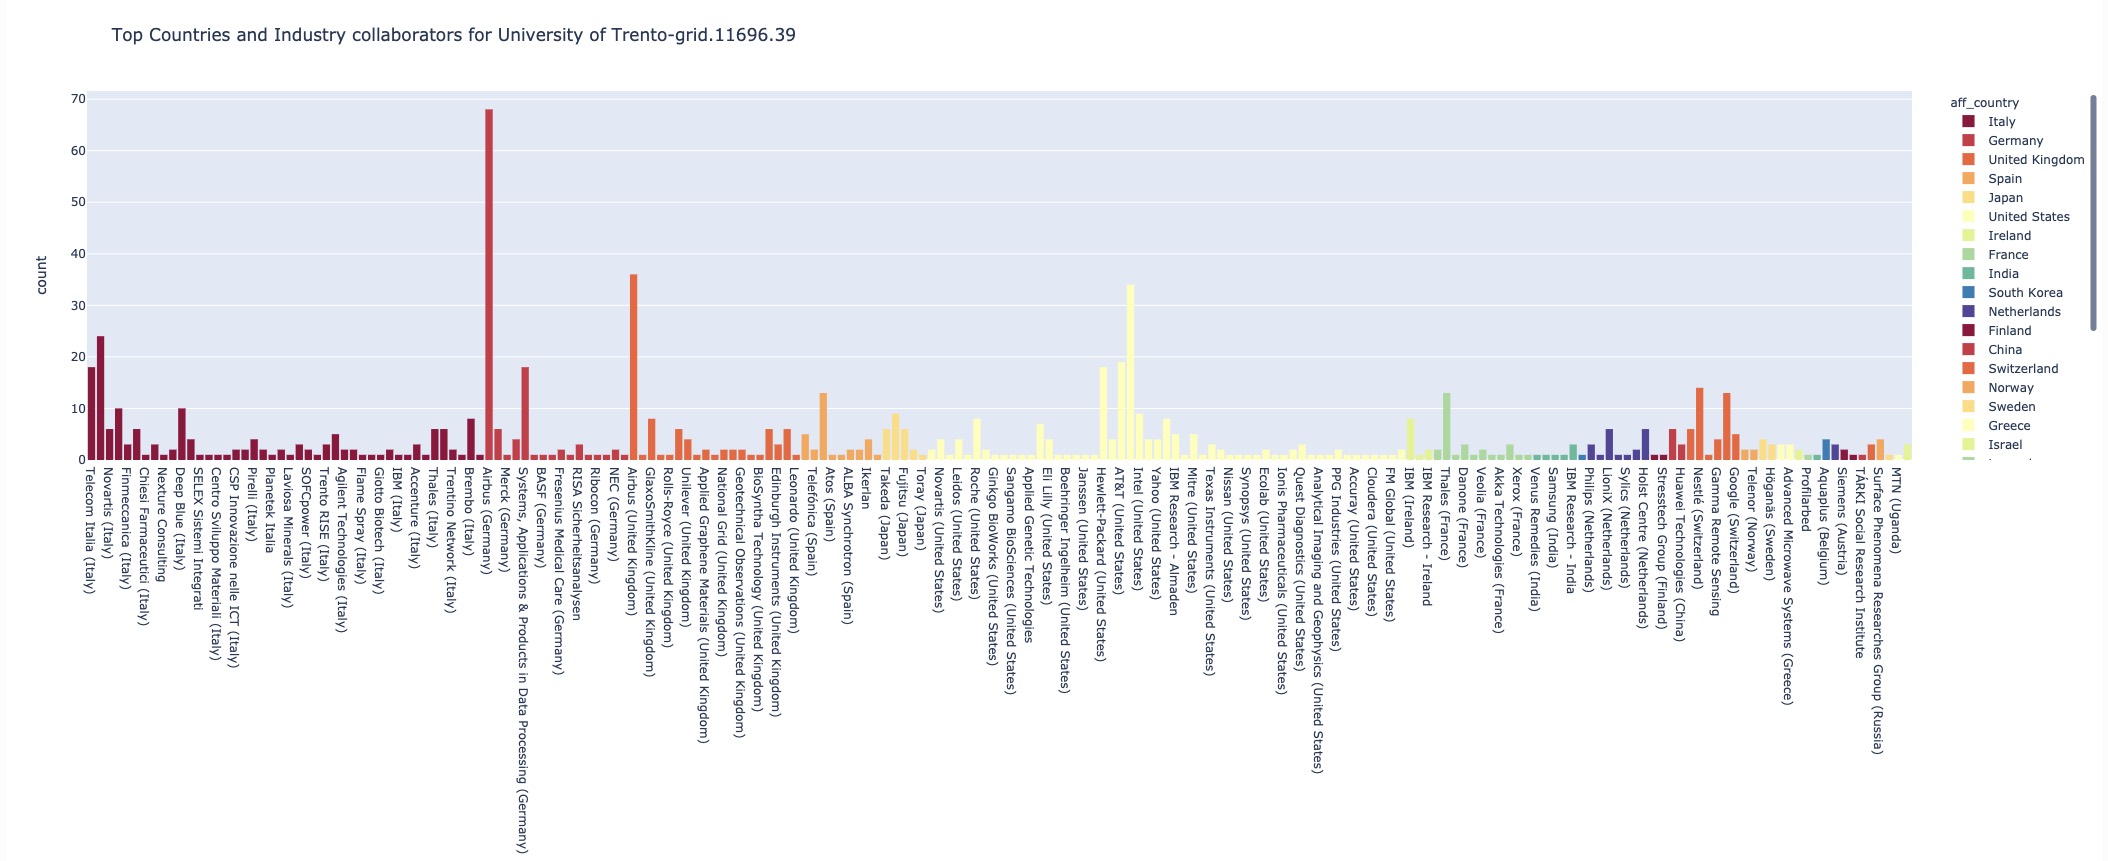 Top Countries and Industry collaborators for University of Trento-grid.11696.39
70
60
50
40
30
20
10
0
count
Telecom Italia (Italy)
Novartis (Italy)
Finmeccanica (Italy)
Chiesi Farmaceutici (Italy)
Nexture Consulting
Deep Blue (Italy)
SELEX Sistemi Integrati
Centro Sviluppo Materiali (Italy)
CSP Innovazione nelle ICT (Italy)
Pirelli (Italy)
Planetek Italia
Laviosa Minerals (Italy)
SOFCpower (Italy)
Trento RISE (Italy)
Agilent Technologies (Italy)
Flame Spray (Italy)
Giotto Biotech (Italy)
IBM (Italy)
Accenture (Italy)
Thales (Italy)
Trentino Network (Italy)
Brembo (Italy)
Airbus (Germany)
Merck (Germany)
Systems, Applications & Products in Data Processing (Germany)
BASF (Germany)
Fresenius Medical Care (Germany)
RISA Sicherheitsanalysen
Ribocon (Germany)
NEC (Germany)
Airbus (United Kingdom)
GlaxoSmithKline (United Kingdom)
Rolls-Royce (United Kingdom)
Unilever (United Kingdom)
Applied Graphene Materials (United Kingdom)
National Grid (United Kingdom)
Geotechnical Observations (United Kingdom)
BioSyntha Technology (United Kingdom)
Edinburgh Instruments (United Kingdom)
Leonardo (United Kingdom)
Telefónica (Spain)
Atos (Spain)
ALBA Synchrotron (Spain)
Ikerlan
Takeda (Japan)
Fujitsu (Japan)
Toray (Japan)
Novartis (United States)
Leidos (United States)
Roche (United States)
Ginkgo BioWorks (United States)
Sangamo BioSciences (United States)
Applied Genetic Technologies
Eli Lilly (United States)
Boehringer Ingelheim (United States)
Janssen (United States)
Hewlett-Packard (United States)
AT&T (United States)
Intel (United States)
Yahoo (United States)
IBM Research - Almaden
Mitre (United States)
Texas Instruments (United States)
Nissan (United States)
Synopsys (United States)
Ecolab (United States)
Ionis Pharmaceuticals (United States)
Quest Diagnostics (United States)
Analytical Imaging and Geophysics (United States)
PPG Industries (United States)
Accuray (United States)
Cloudera (United States)
FM Global (United States)
IBM (Ireland)
IBM Research - Ireland
Thales (France)
Danone (France)
Veolia (France)
Akka Technologies (France)
Xerox (France)
Venus Remedies (India)
Samsung (India)
IBM Research - India
Philips (Netherlands)
LioniX (Netherlands)
Sylics (Netherlands)
Holst Centre (Netherlands)
Stresstech Group (Finland)
Huawei Technologies (China)
Nestlé (Switzerland)
Gamma Remote Sensing
Google (Switzerland)
Telenor (Norway)
Höganäs (Sweden)
Advanced Microwave Systems (Greece)
Profilarbed
Aquaplus (Belgium)
Siemens (Austria)
TÁRKI Social Research Institute
Surface Phenomena Researches Group (Russia)
MTN (Uganda)
aff_country
Italy
Germany
United Kingdom
Spain
Japan
United States
Ireland
France
India
South Korea
Netherlands
Finland
China
Switzerland
Norway
Sweden
Greece
Israel